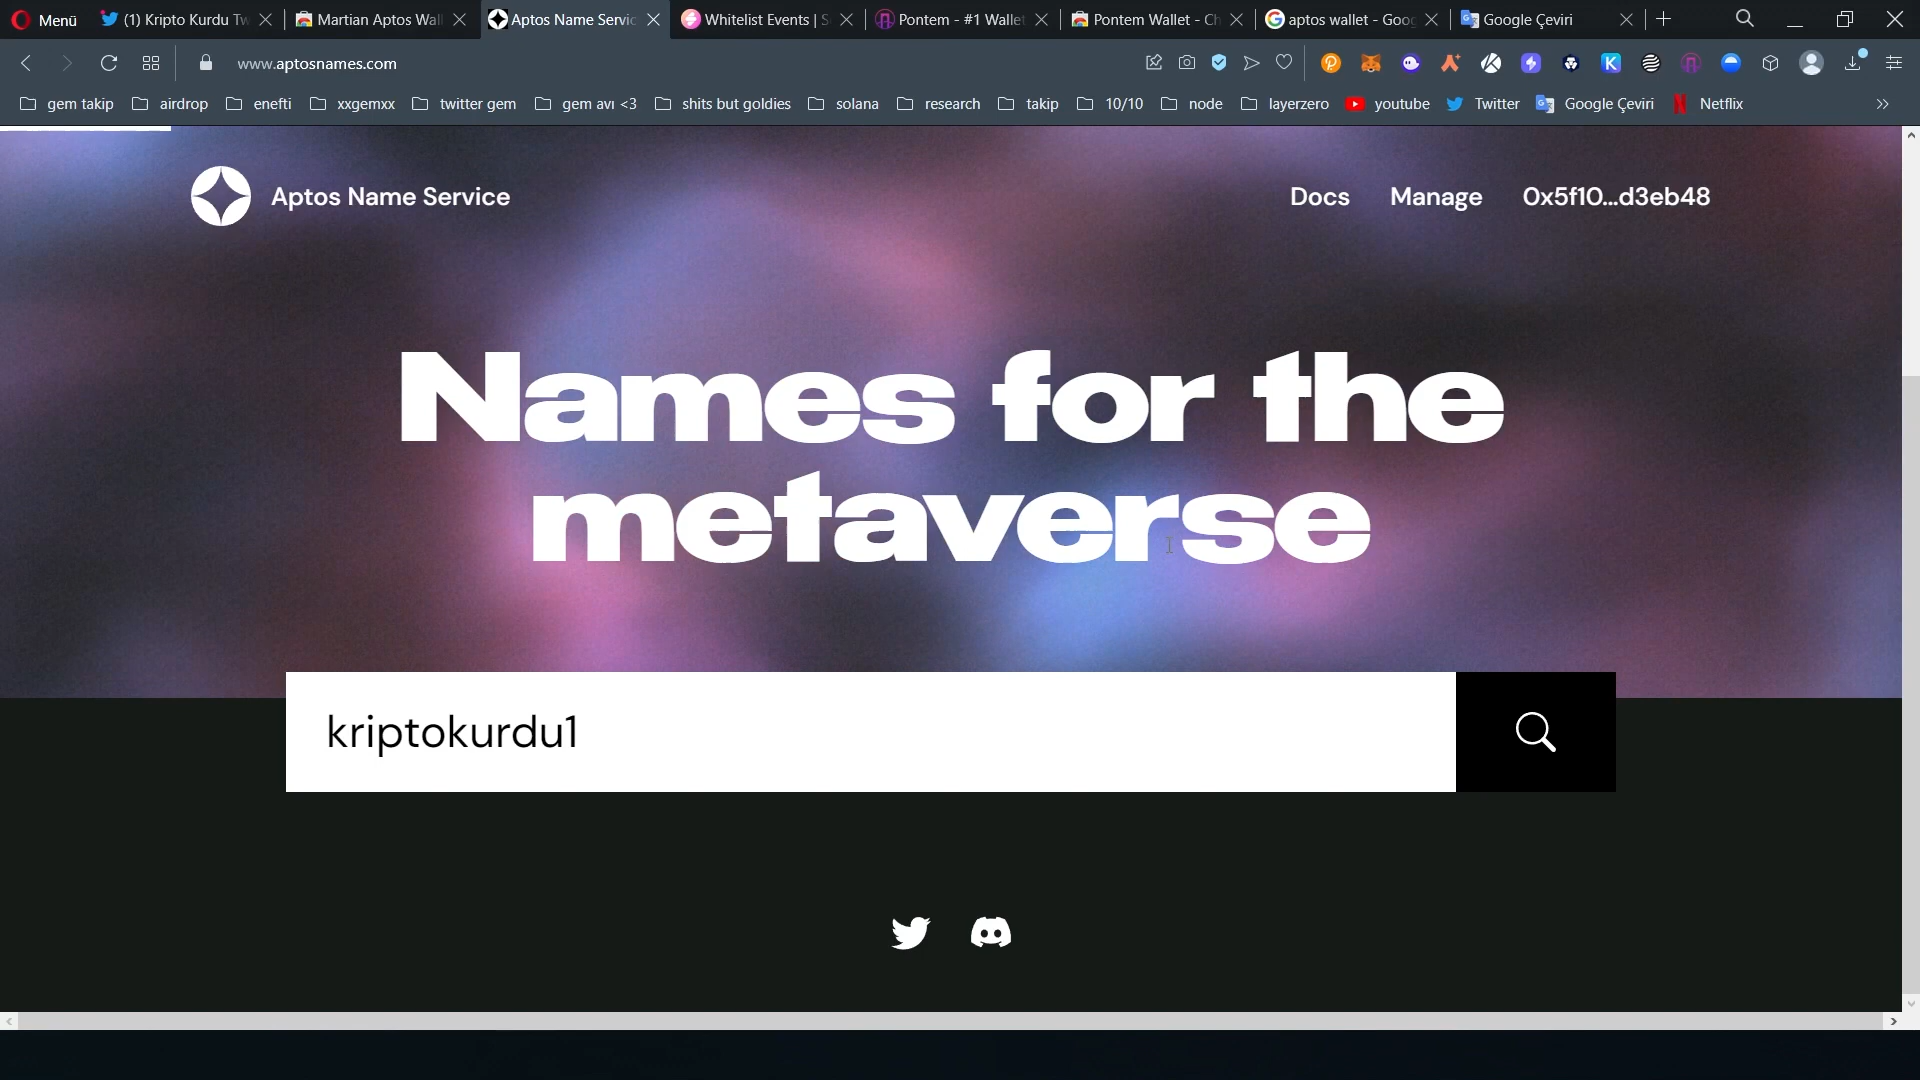 Menü
(1) Kripto Kurdu Tw
Martian Aptos Wall
Aptos Name Servic
Whitelist Events | S
Pontem - #1 Wallet
Pontem Wallet - Ch
aptos wallet - Goog
Google Çeviri
www.aptosnames.com
gem takip
airdrop
enefti
xxgemxx
twitter gem
gem avı <3
shits but goldies
solana
research
takip
10/10
node
layerzero
youtube
Twitter
Google Çeviri
Netflix
Aptos Name Service
Docs
Manage
0x5f10...d3eb48
Names for the
metaverse
kriptokurdu1